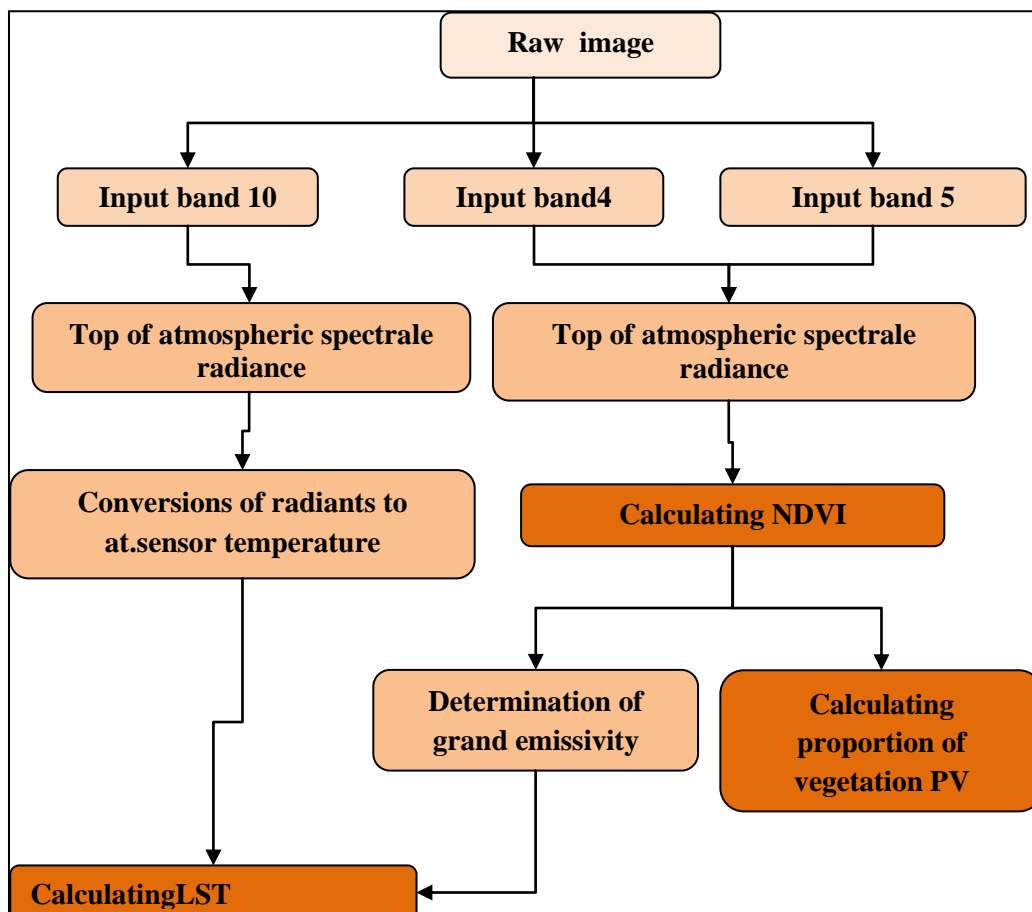 Raw image
Input band 10
Input band4
Input band 5
Top of atmospheric spectrale
radiance
Top of atmospheric spectrale
radiance
Conversions of radiants to
at.sensor temperature
Calculating NDVI
Determination of
grand emissivity
Calculating
proportion of
vegetation PV
CalculatingLST